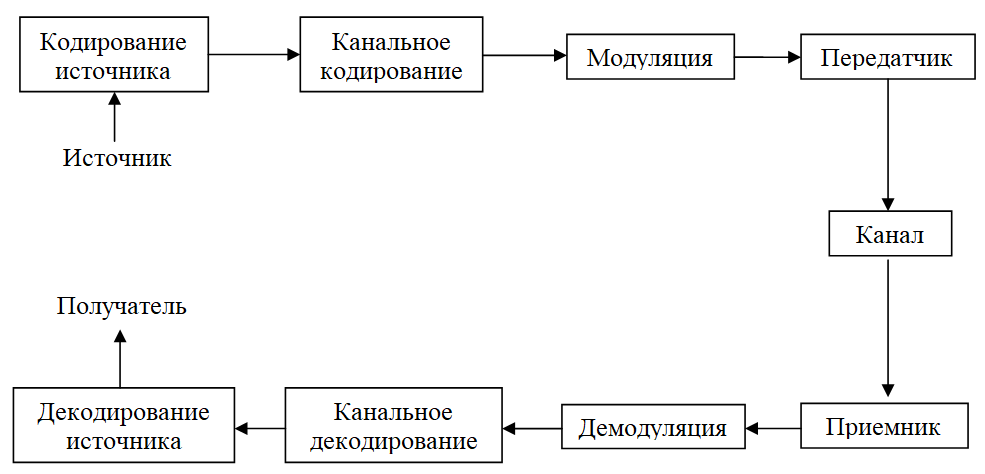 Кодирование
источника
Канальное
кодирование
Модуляция
Передатчик
Источник
Канал
Получатель
Декодирование
источника
Канальное
декодирование
Демодуляция
Приемник